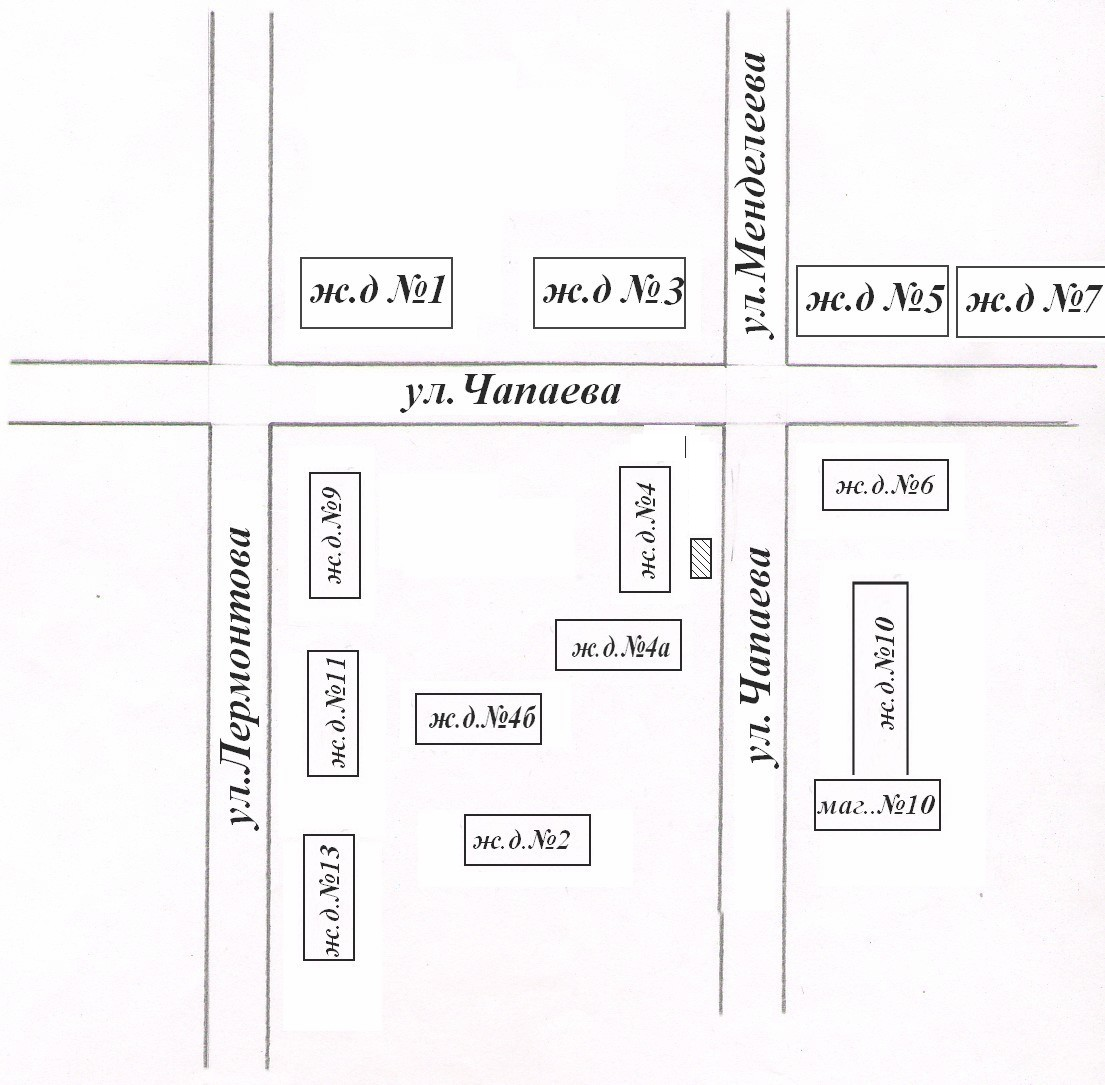 ул.Менделеева
ж.д №1
ж.д №3
ж.д №5
ж.д №7
ул.Чапаева
ж.д.№9
ж.д.№4
ж.д.№6
ул.Лермонтова
ж.д.№4а
ул.Чапаева
ж.д.№10
ж.д.№11
ж.д.№4б
маг..№10
ж.д.№2
ж.д.№13